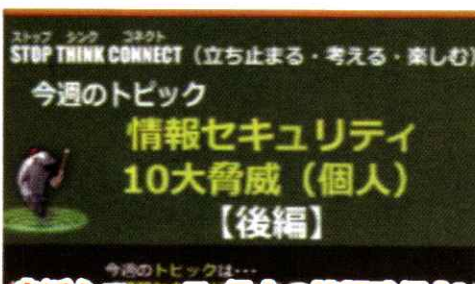 ストップ シンク コネクト
STOP THINK CONNECT（立ち止まる・考える・楽しむ）
今週のトピック
情報セキュリティ
10大脅威（個人）
【後編】
今週のトピックは･･･